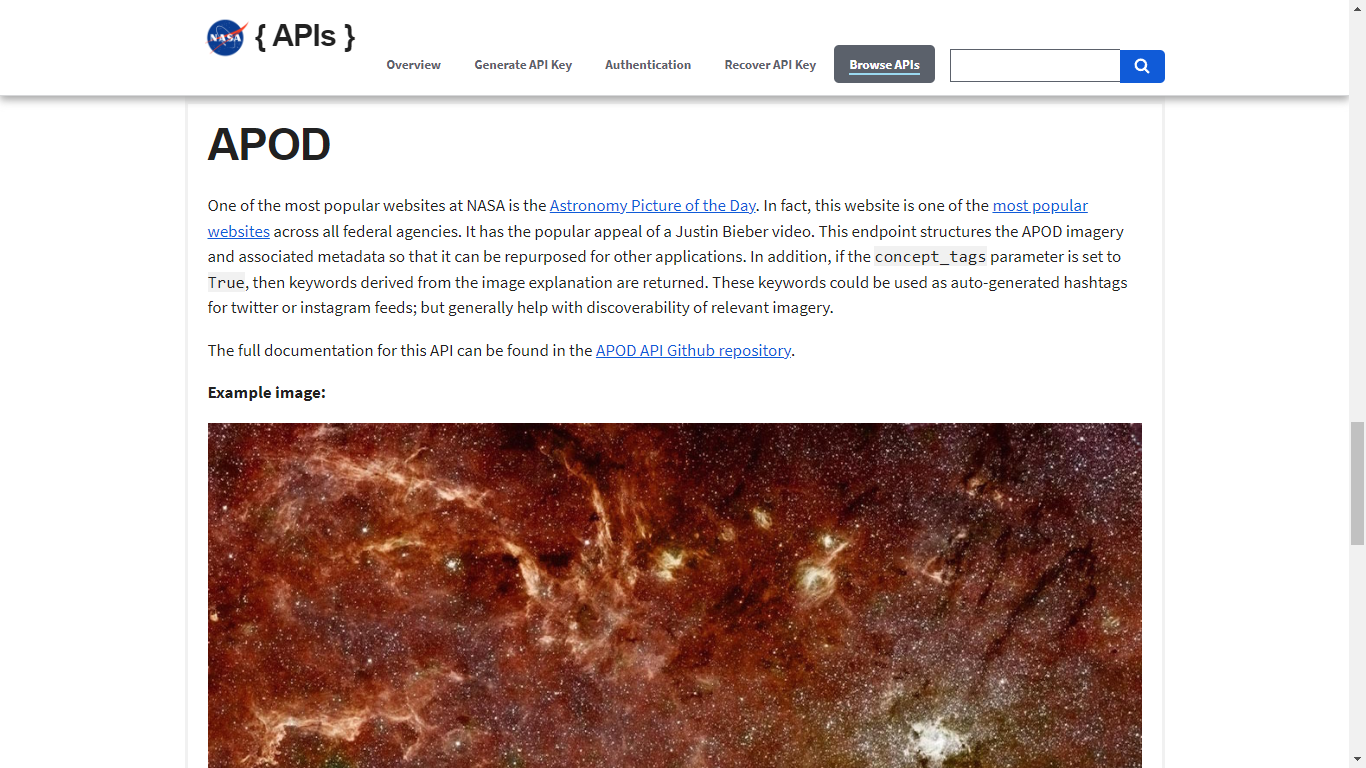 NASA
{ APIs }
Overview
Generate API Key
Authentication
Recover API Key
Browse APIs
APOD
One of the most popular websites at NASA is the Astronomy Picture of the Day. In fact, this website is one of the most popular
websites across all federal agencies. It has the popular appeal of a Justin Bieber video. This endpoint structures the APOD imagery
and associated metadata so that it can be repurposed for other applications. In addition, if the concept_tags parameter is set to
True, then keywords derived from the image explanation are returned. These keywords could be used as auto-generated hashtags
for twitter or instagram feeds; but generally help with discoverability of relevant imagery.
The full documentation for this API can be found in the APOD API Github repository.
Example image: